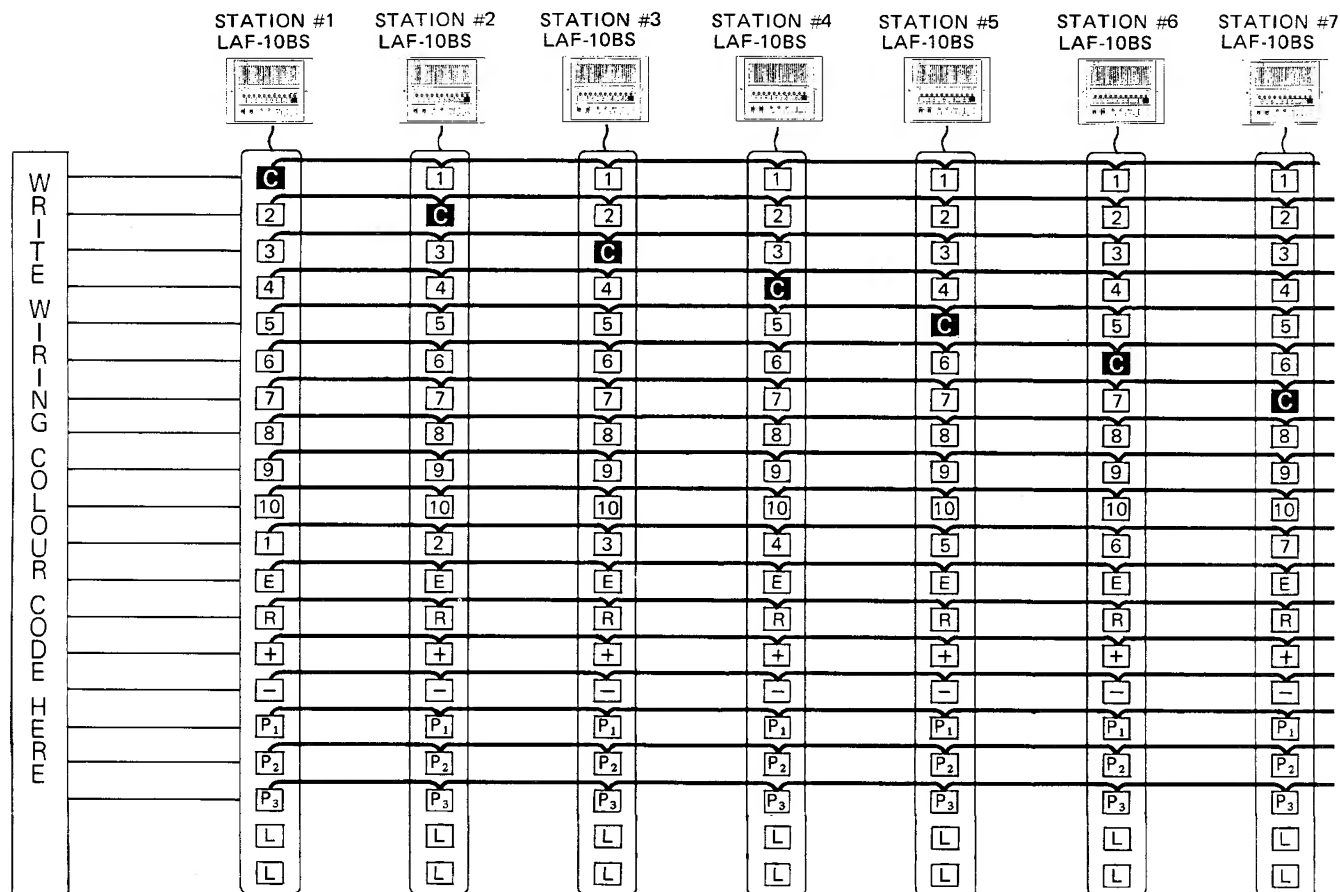 STATION #1 STATION #2 STATION #3 STATION #4 STATION #5 STATION #6 STATION #7
LAF-10BS LAF-10BS LAF-10BS LAF-10BS LAF-10BS LAF-10BS LAF-10BS
WRITE WIRING COLOUR CODE HERE
C 1 1 1 1 1 1
2 C 2 2 2 2 2
3 3 C 3 3 3 3
4 4 4 C 4 4 4
5 5 5 5 C 5 5
6 6 6 6 6 C 6
7 7 7 7 7 7 C
8 8 8 8 8 8 8
9 9 9 9 9 9 9
10 10 10 10 10 10 10
1 2 3 4 5 6 7
E E E E E E E
R R R R R R R
+ + + + + + +
− − − − − − −
P₁ P₁ P₁ P₁ P₁ P₁ P₁
P₂ P₂ P₂ P₂ P₂ P₂ P₂
P₃ P₃ P₃ P₃ P₃ P₃ P₃
L L L L L L L
L L L L L L L